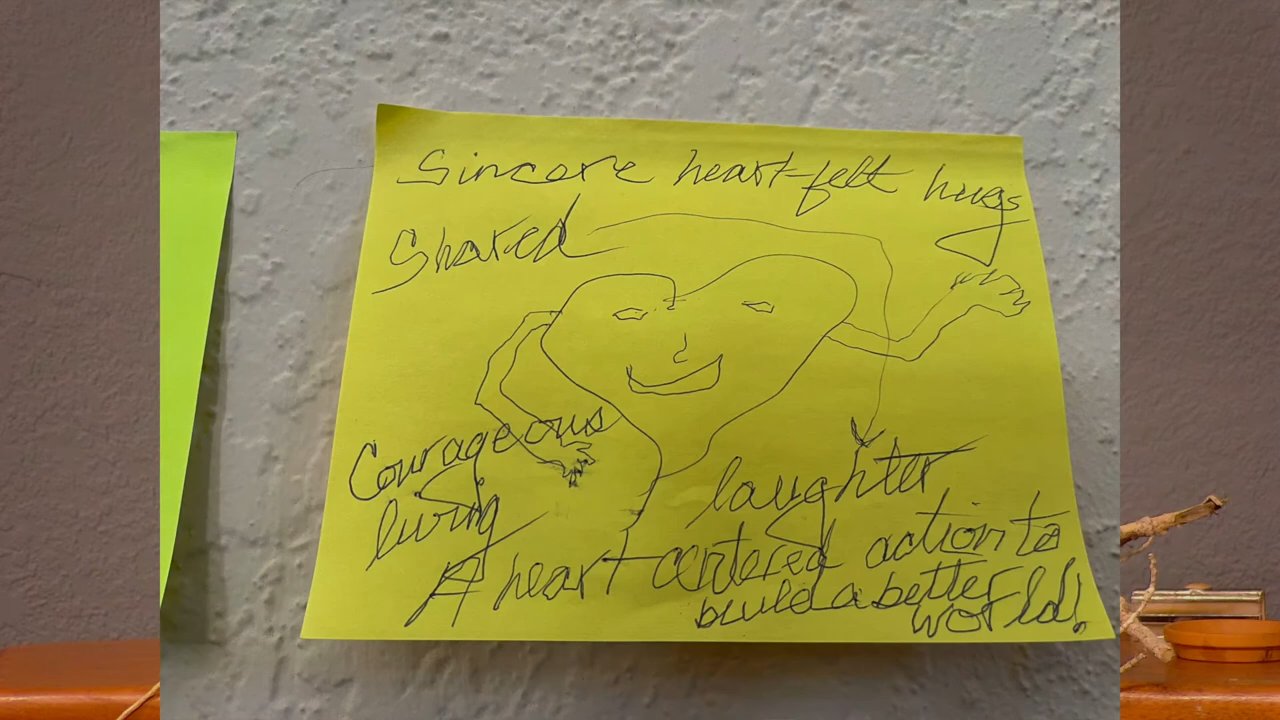 Sincere heart-felt hugs
Shared
Courageous
living
laughter
A heart-centered action to
build a better
world!